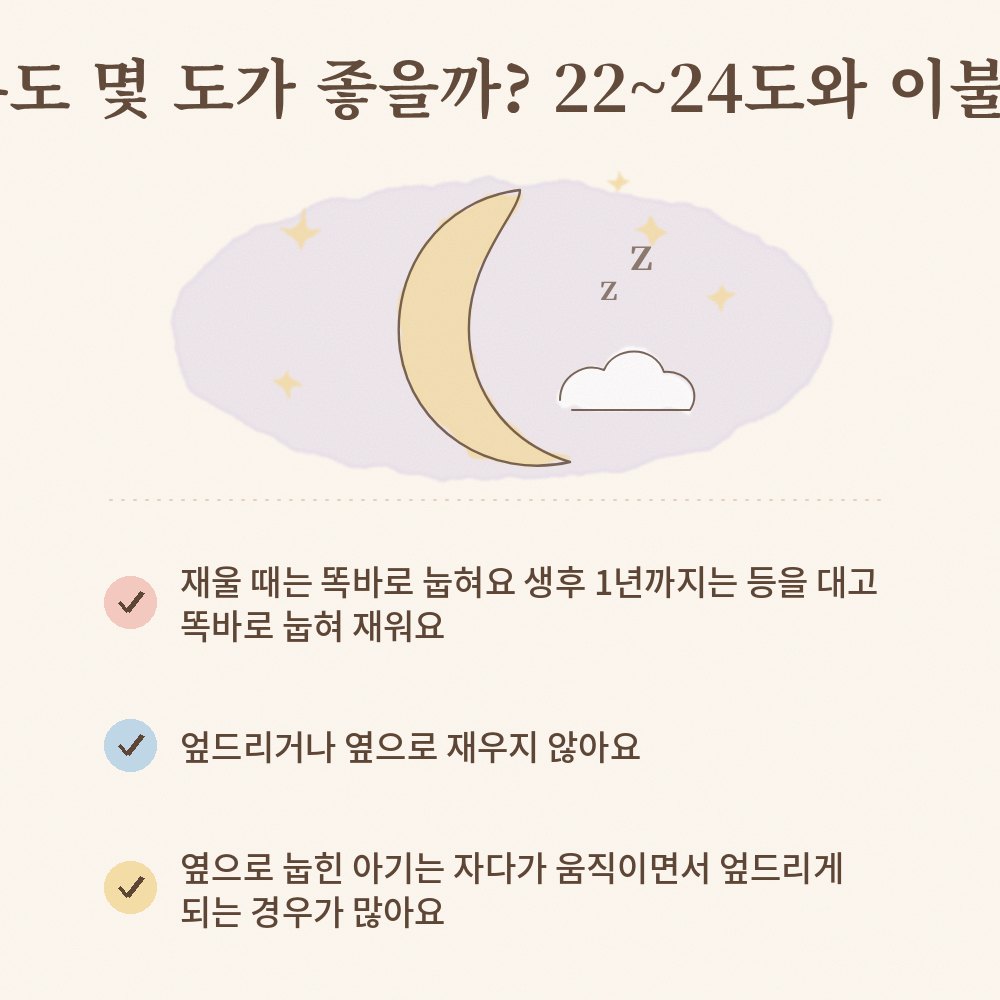 도 몇 도가 좋을까? 22~24도와 이불
Z
z
재울 때는 똑바로 눕혀요 생후 1년까지는 등을 대고
똑바로 눕혀 재워요
엎드리거나 옆으로 재우지 않아요
옆으로 눕힌 아기는 자다가 움직이면서 엎드리게
되는 경우가 많아요